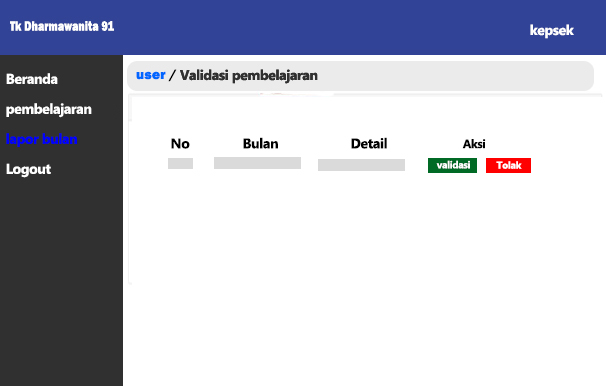 Tk Dharmawanita 91
kepsek
Beranda
pembelajaran
lapor bulan
Logout
user / Validasi pembelajaran
No Bulan Detail Aksi
validasi Tolak